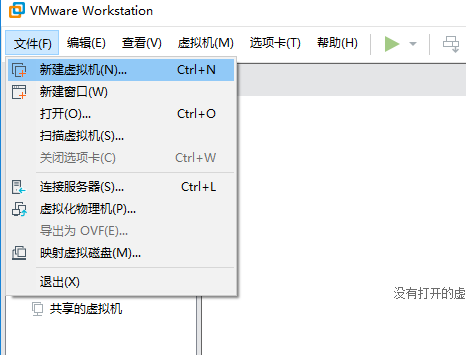 VMware Workstation
文件(F) 编辑(E) 查看(V) 虚拟机(M) 选项卡(T) 帮助(H)
新建虚拟机(N)... Ctrl+N
新建窗口(W)
打开(O)... Ctrl+O
扫描虚拟机(S)...
关闭选项卡(C) Ctrl+W
连接服务器(S)... Ctrl+L
虚拟化物理机(P)...
导出为 OVF(E)...
映射虚拟磁盘(M)...
退出(X)
没有打开的虚
共享的虚拟机